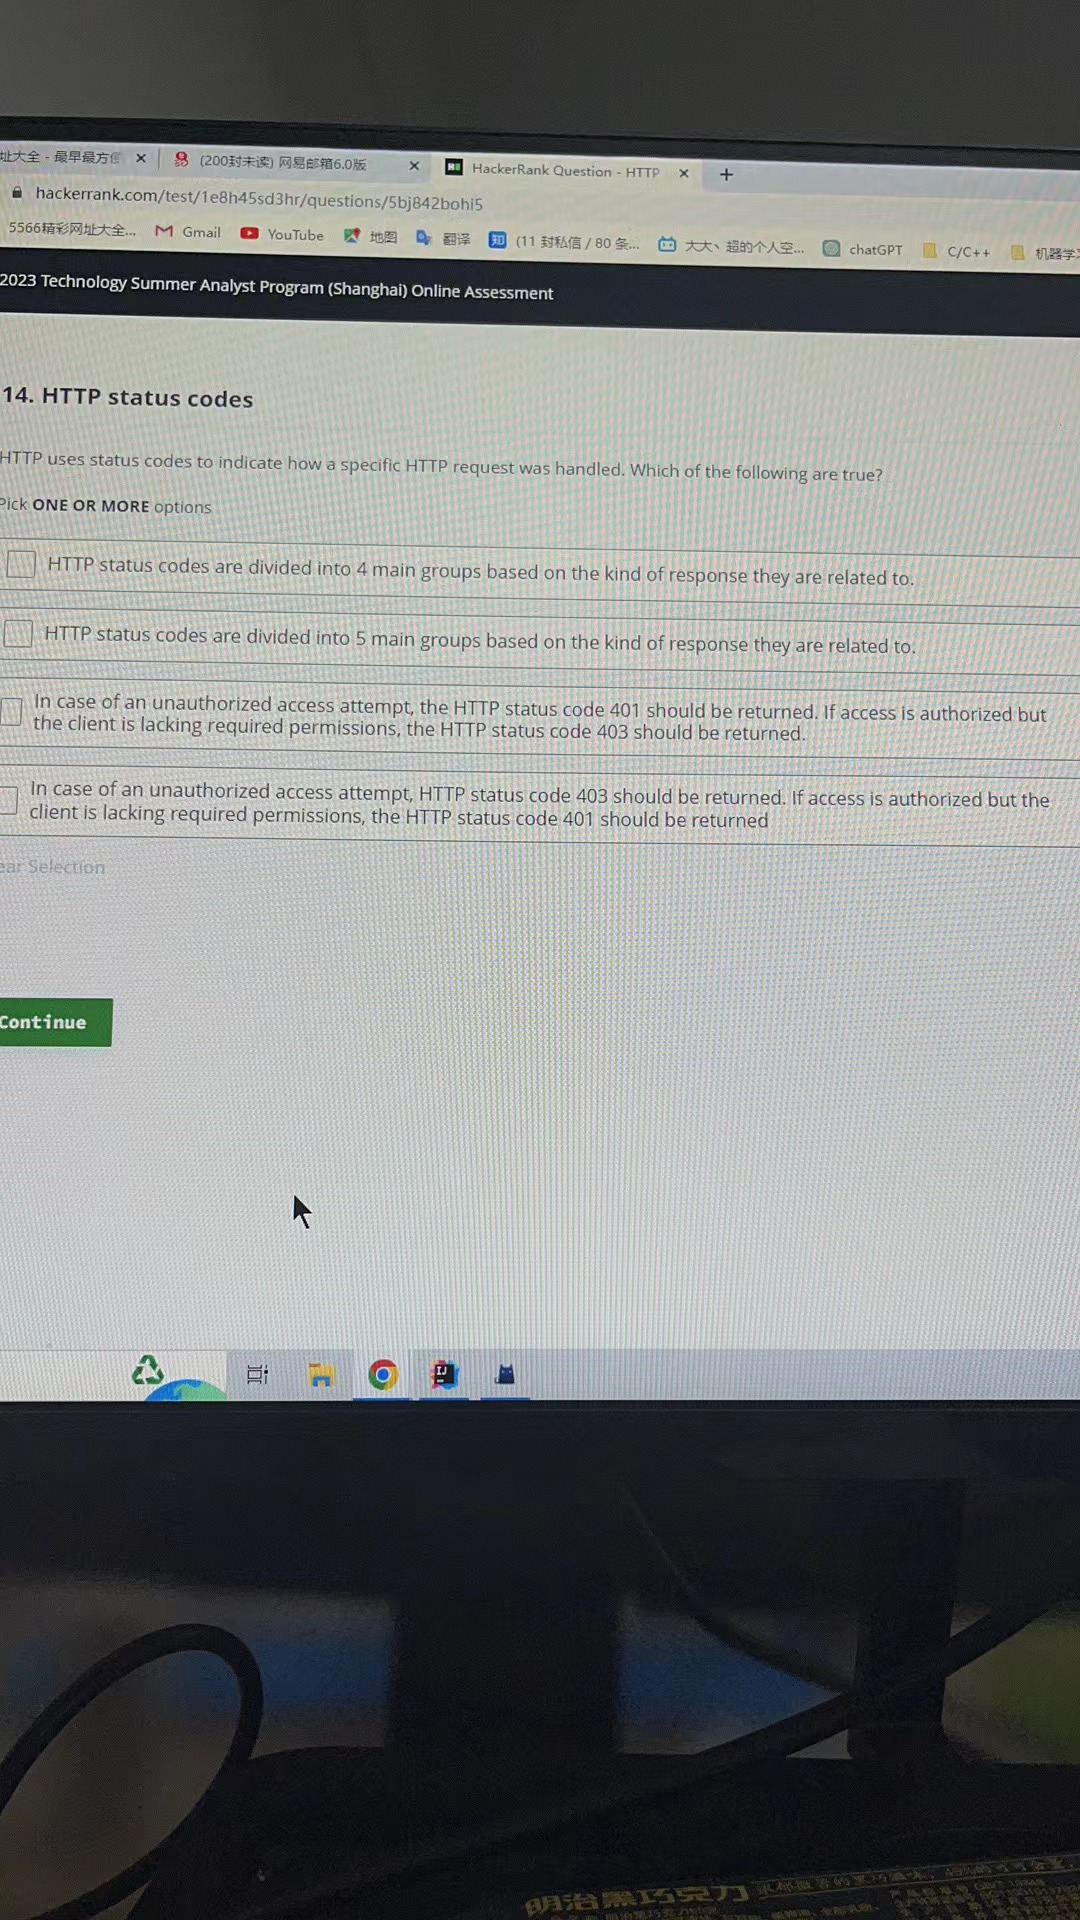 址大全 - 最早最方便 × (200封未读) 网易邮箱6.0版 × HackerRank Question - HTTP × +
hackerrank.com/test/1e8h45sd3hr/questions/5bj842bohi5
5566精彩网址大全... Gmail YouTube 地图 翻译 知 (11 封私信 / 80 条... 大大、超的个人空... chatGPT C/C++ 机器学习
2023 Technology Summer Analyst Program (Shanghai) Online Assessment
14. HTTP status codes
HTTP uses status codes to indicate how a specific HTTP request was handled. Which of the following are true?
Pick ONE OR MORE options
HTTP status codes are divided into 4 main groups based on the kind of response they are related to.
HTTP status codes are divided into 5 main groups based on the kind of response they are related to.
In case of an unauthorized access attempt, the HTTP status code 401 should be returned. If access is authorized but
the client is lacking required permissions, the HTTP status code 403 should be returned.
In case of an unauthorized access attempt, HTTP status code 403 should be returned. If access is authorized but the
client is lacking required permissions, the HTTP status code 401 should be returned
ear Selection
Continue
明治黑巧克力